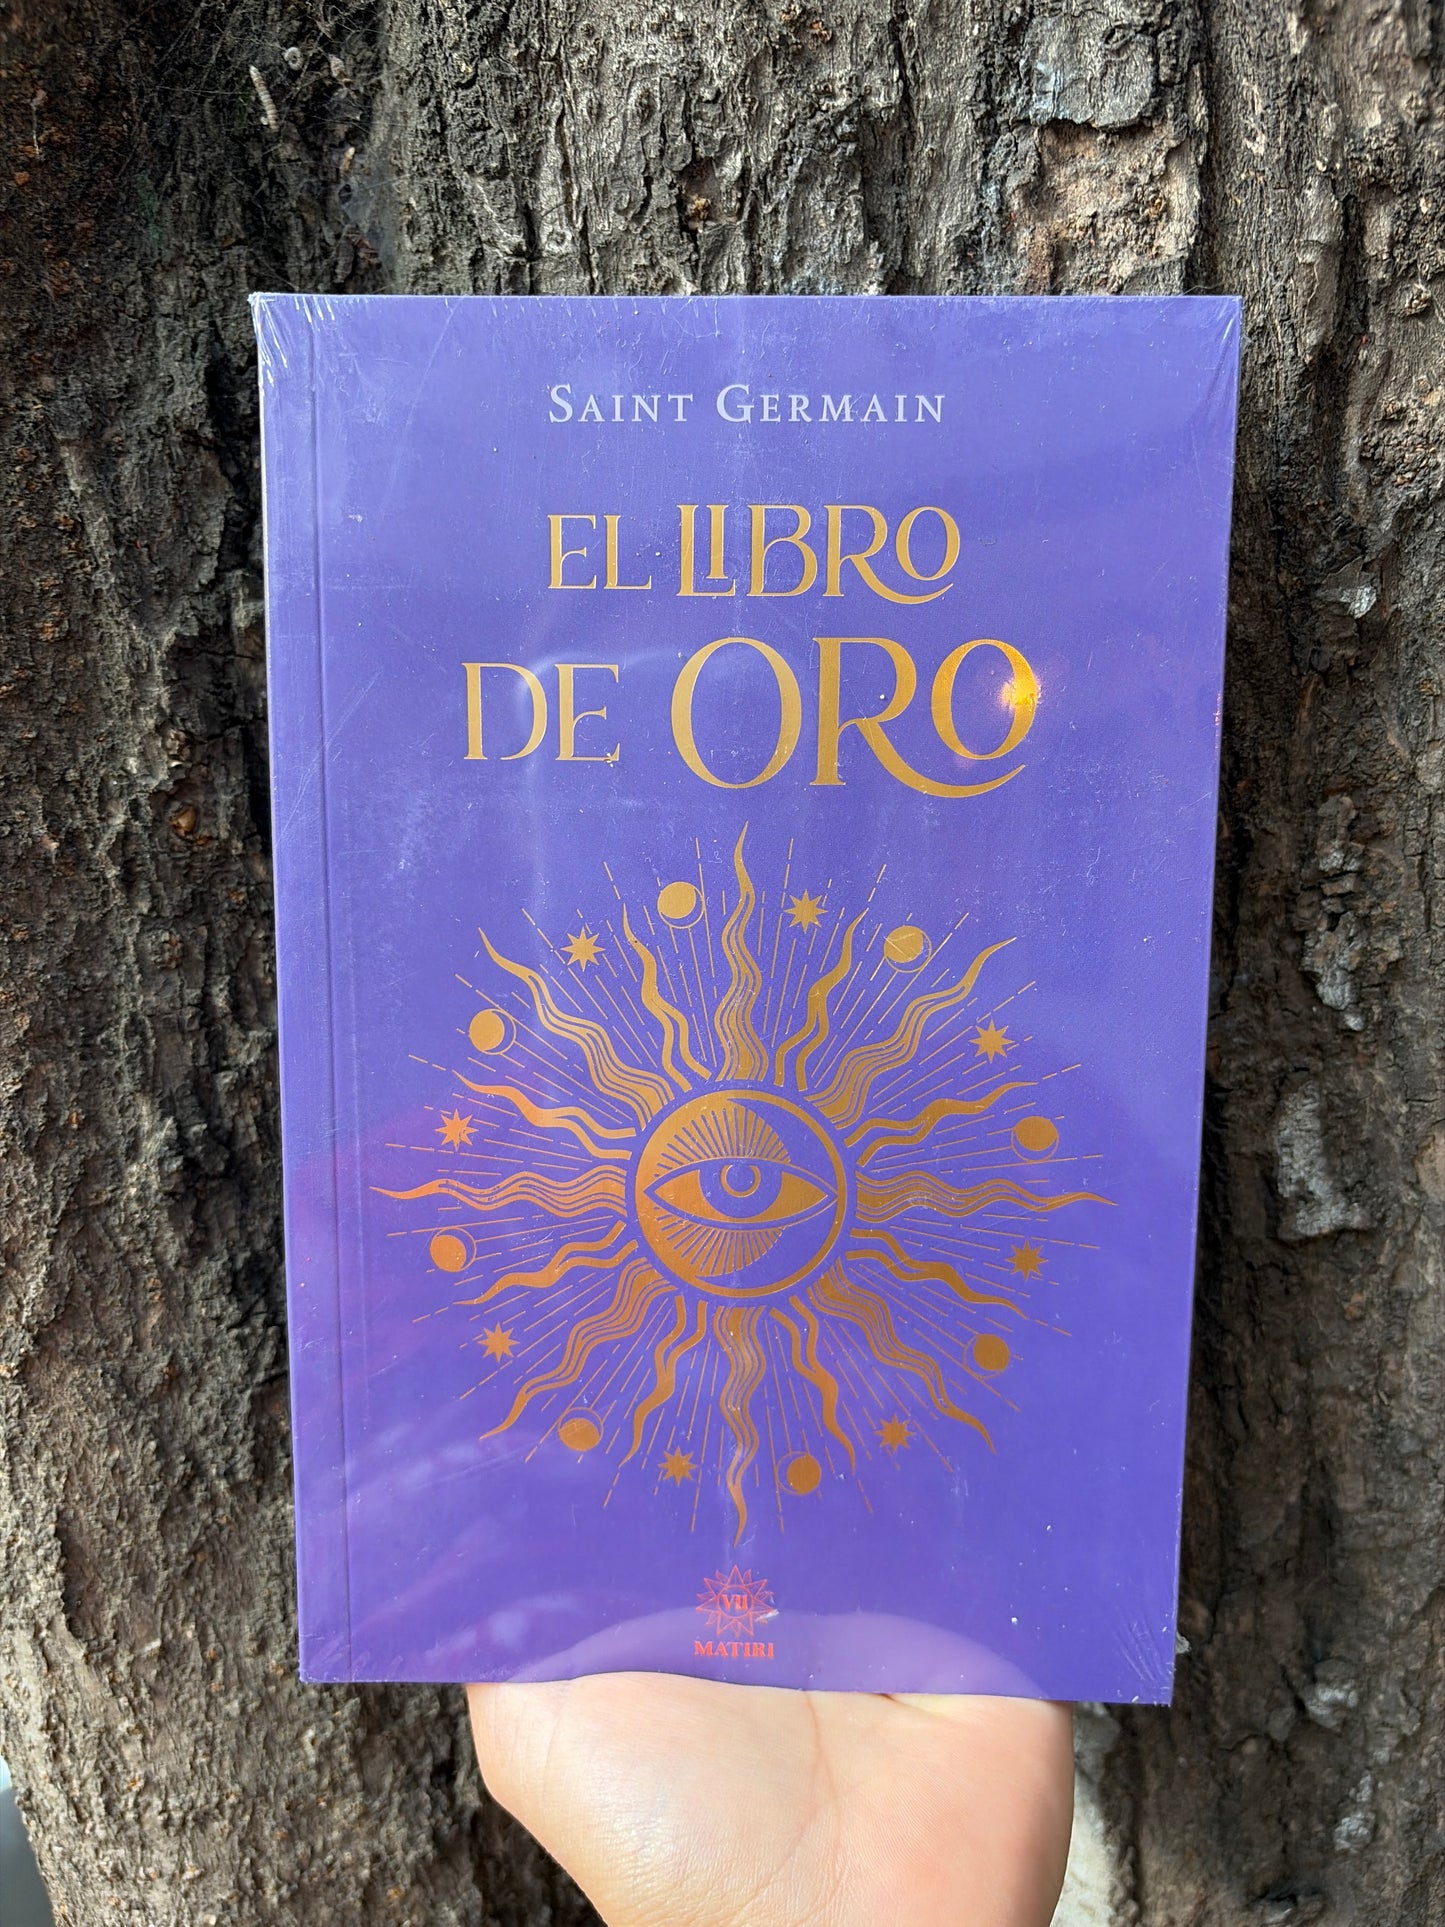 SAINT GERMAIN
EL LIBRO
DE ORO
VII
MATIRI